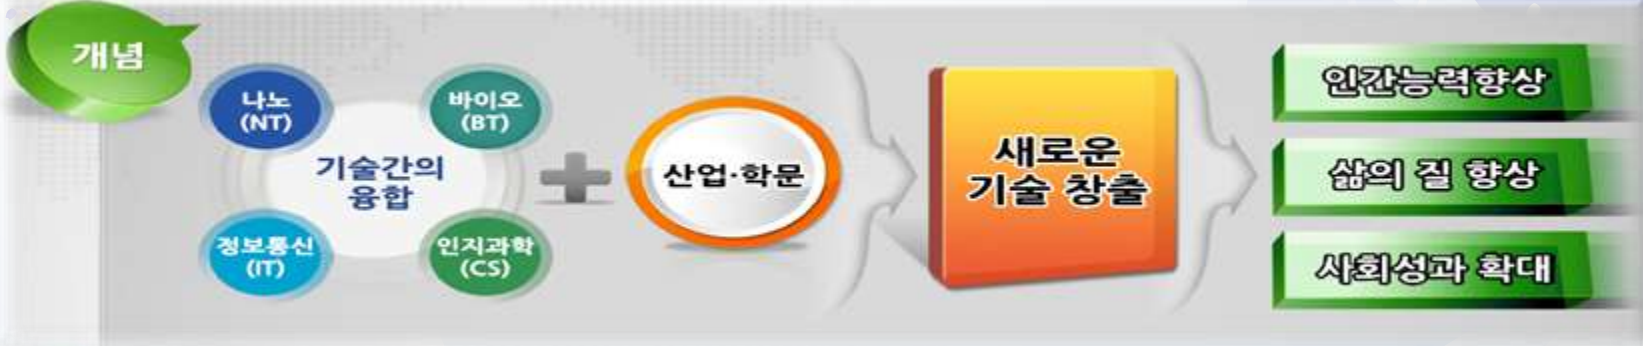 개념
나노
(NT)
바이오
(BT)
기술간의
융합
정보통신
(IT)
인지과학
(CS)
산업·학문
새로운
기술 창출
인간능력향상
삶의 질 향상
사회성과 확대